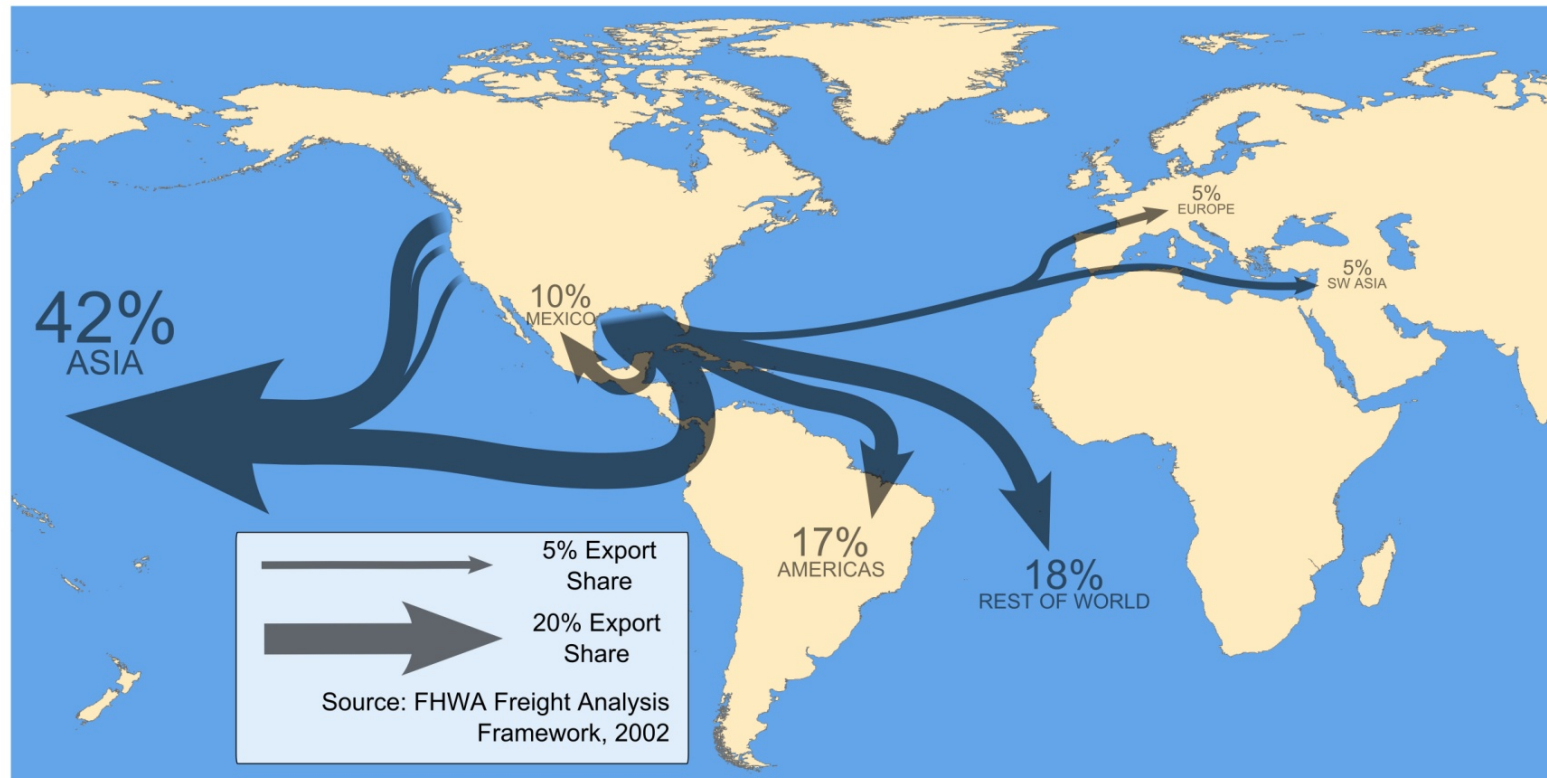 42%
ASIA
10%
MEXICO
5%
EUROPE
5%
SW ASIA
17%
AMERICAS
18%
REST OF WORLD
5% Export
Share
20% Export
Share
Source: FHWA Freight Analysis
Framework, 2002